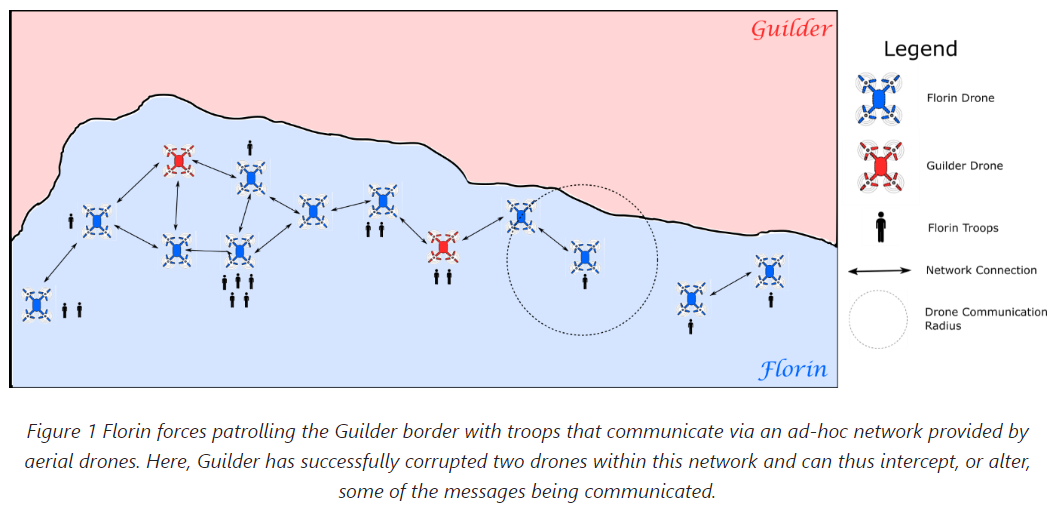 Guilder
Legend
Florin Drone
Guilder Drone
Florin Troops
Network Connection
Drone Communication
Radius
Florin
Figure 1 Florin forces patrolling the Guilder border with troops that communicate via an ad-hoc network provided by
aerial drones. Here, Guilder has successfully corrupted two drones within this network and can thus intercept, or alter,
some of the messages being communicated.